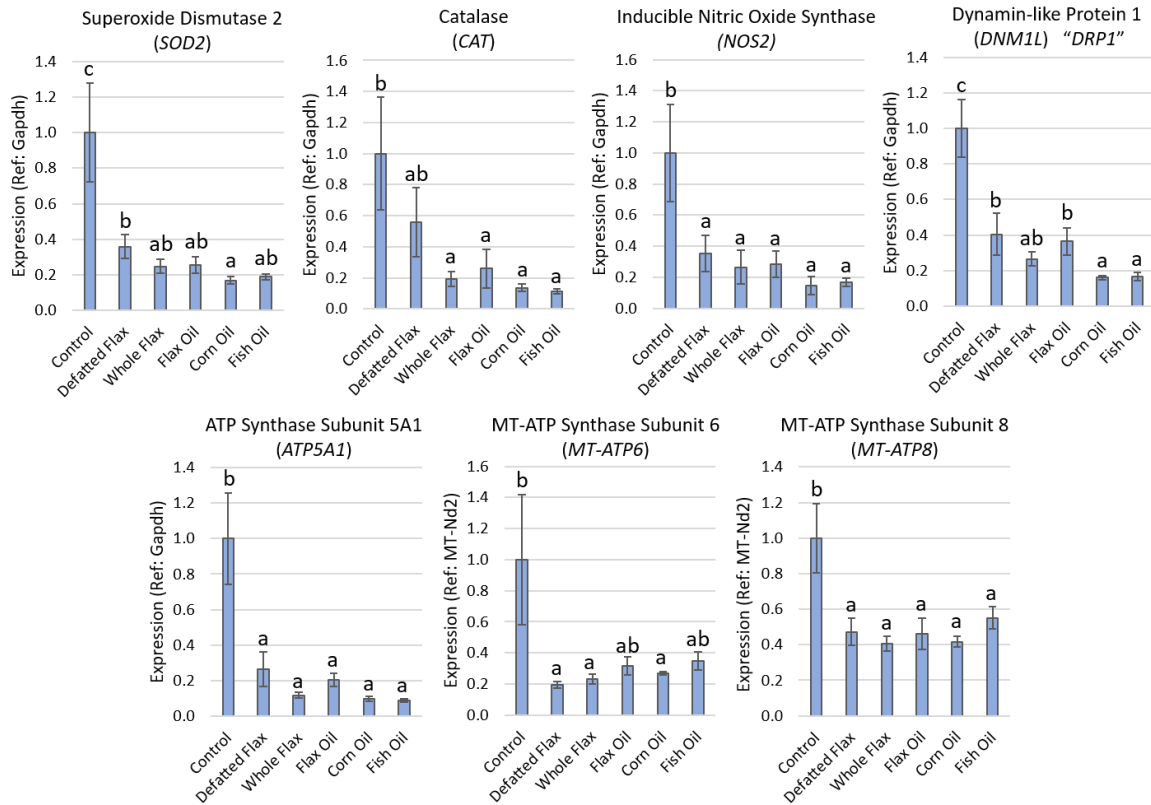 Superoxide Dismutase 2
(SOD2)
Expression (Ref: Gapdh)
1.4
1.2
1.0
0.8
0.6
0.4
0.2
0.0
c
b
ab
ab
a
ab
Control
Defatted Flax
Whole Flax
Flax Oil
Corn Oil
Fish Oil
Catalase
(CAT)
Expression (Ref: Gapdh)
1.6
1.4
1.2
1.0
0.8
0.6
0.4
0.2
0.0
b
ab
a
a
a
a
Control
Defatted Flax
Whole Flax
Flax Oil
Corn Oil
Fish Oil
Inducible Nitric Oxide Synthase
(NOS2)
Expression (Ref: Gapdh)
1.6
1.4
1.2
1.0
0.8
0.6
0.4
0.2
0.0
b
a
a
a
a
a
Control
Defatted Flax
Whole Flax
Flax Oil
Corn Oil
Fish Oil
Dynamin-like Protein 1
(DNM1L) “DRP1”
Expression (Ref: Gapdh)
1.4
1.2
1.0
0.8
0.6
0.4
0.2
0.0
c
b
ab
b
a
a
Control
Defatted Flax
Whole Flax
Flax Oil
Corn Oil
Fish Oil
ATP Synthase Subunit 5A1
(ATP5A1)
Expression (Ref: Gapdh)
1.4
1.2
1.0
0.8
0.6
0.4
0.2
0.0
b
a
a
a
a
a
Control
Defatted Flax
Whole Flax
Flax Oil
Corn Oil
Fish Oil
MT-ATP Synthase Subunit 6
(MT-ATP6)
Expression (Ref: MT-Nd2)
1.6
1.4
1.2
1.0
0.8
0.6
0.4
0.2
0.0
b
a
a
ab
a
ab
Control
Defatted Flax
Whole Flax
Flax Oil
Corn Oil
Fish Oil
MT-ATP Synthase Subunit 8
(MT-ATP8)
Expression (Ref: MT-Nd2)
1.4
1.2
1.0
0.8
0.6
0.4
0.2
0.0
b
a
a
a
a
a
Control
Defatted Flax
Whole Flax
Flax Oil
Corn Oil
Fish Oil